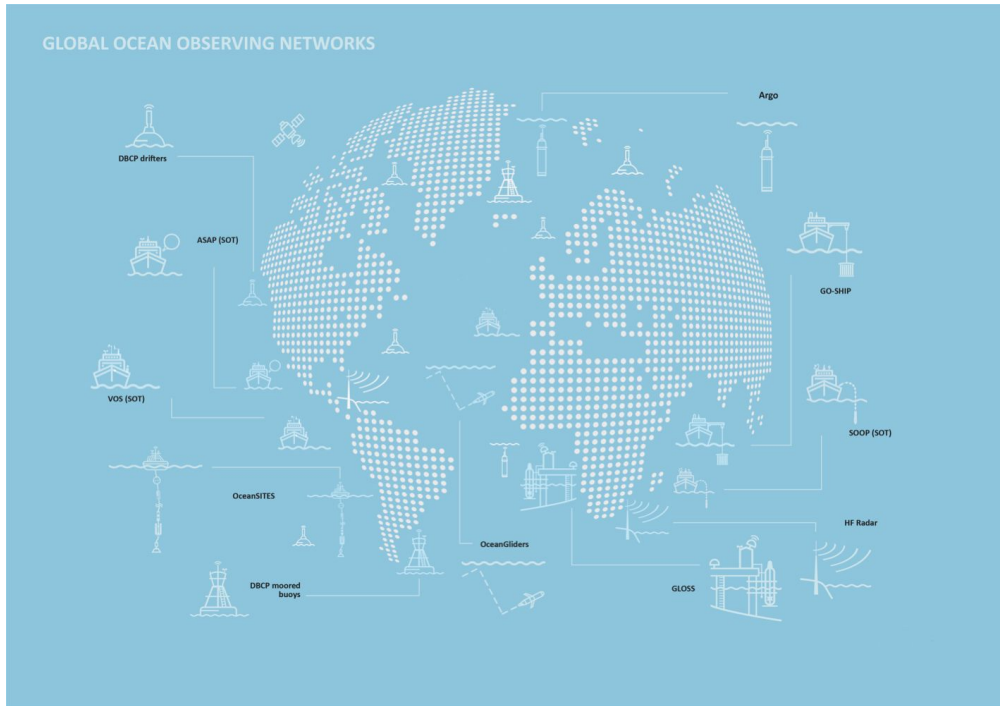 GLOBAL OCEAN OBSERVING NETWORKS
Argo
DBCP drifters
ASAP (SOT)
GO-SHIP
VOS (SOT)
SOOP (SOT)
OceanSITES
HF Radar
OceanGliders
DBCP moored
buoys
GLOSS